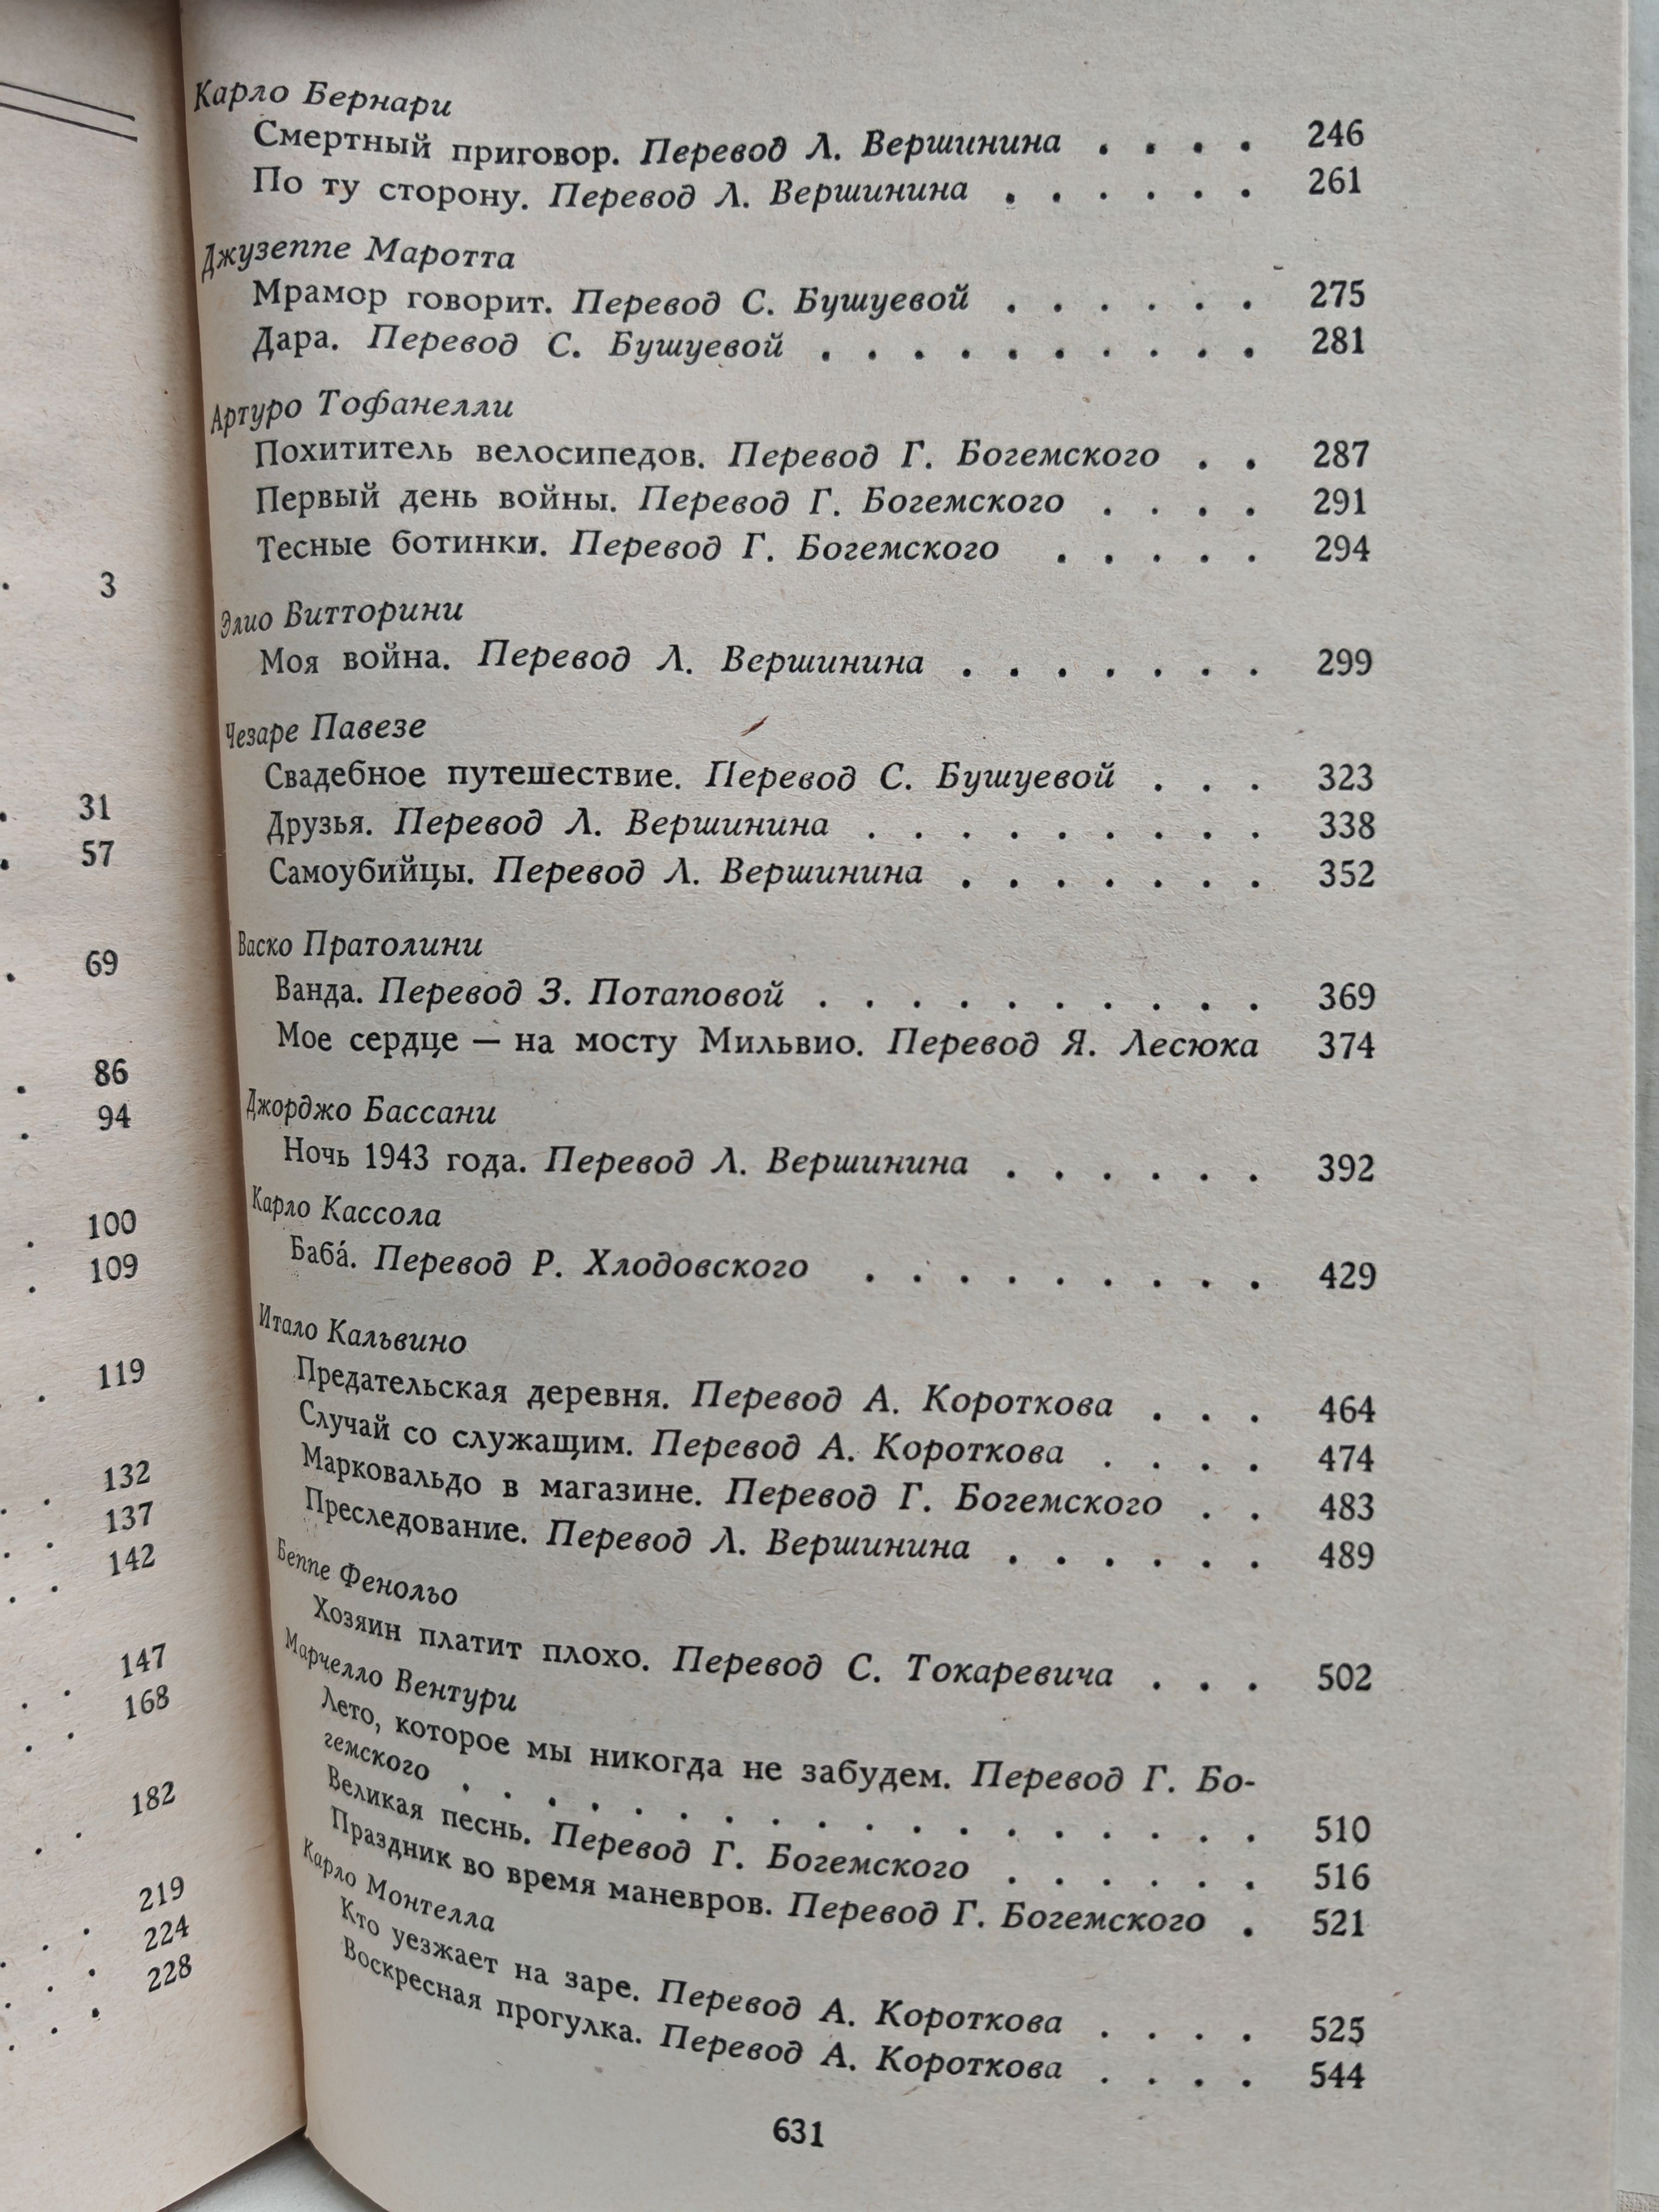 3
31
57
69
86
94
100
109
119
132
137
142
147
168
182
219
224
228
Карло Бернари
Смертный приговор. Перевод Л. Вершинина . . . . 246
По ту сторону. Перевод Л. Вершинина . . . . . . 261
Джузеппе Маротта
Мрамор говорит. Перевод С. Бушуевой . . . . . . 275
Дара. Перевод С. Бушуевой . . . . . . . . . . 281
Артуро Тофанелли
Похититель велосипедов. Перевод Г. Богемского . . 287
Первый день войны. Перевод Г. Богемского . . . . 291
Тесные ботинки. Перевод Г. Богемского . . . . . 294
Элио Витторини
Моя война. Перевод Л. Вершинина . . . . . . . 299
Чезаре Павезе
Свадебное путешествие. Перевод С. Бушуевой . . . 323
Друзья. Перевод Л. Вершинина . . . . . . . . . 338
Самоубийцы. Перевод Л. Вершинина . . . . . . . 352
Васко Пратолини
Ванда. Перевод З. Потаповой . . . . . . . . . . 369
Мое сердце — на мосту Мильвио. Перевод Я. Лесюка 374
Джорджо Бассани
Ночь 1943 года. Перевод Л. Вершинина . . . . . . 392
Карло Кассола
Баба́. Перевод Р. Хлодовского . . . . . . . . . 429
Итало Кальвино
Предательская деревня. Перевод А. Короткова . . . 464
Случай со служащим. Перевод А. Короткова . . . . 474
Марковальдо в магазине. Перевод Г. Богемского . . 483
Преследование. Перевод Л. Вершинина . . . . . . 489
Беппе Фенольо
Хозяин платит плохо. Перевод С. Токаревича . . . 502
Марчелло Вентури
Лето, которое мы никогда не забудем. Перевод Г. Бо-
гемского . . . . . . . . . . . . . . . . . . 510
Великая песнь. Перевод Г. Богемского . . . . . . 516
Праздник во время маневров. Перевод Г. Богемского . 521
Карло Монтелла
Кто уезжает на заре. Перевод А. Короткова . . . . 525
Воскресная прогулка. Перевод А. Короткова . . . . 544
631